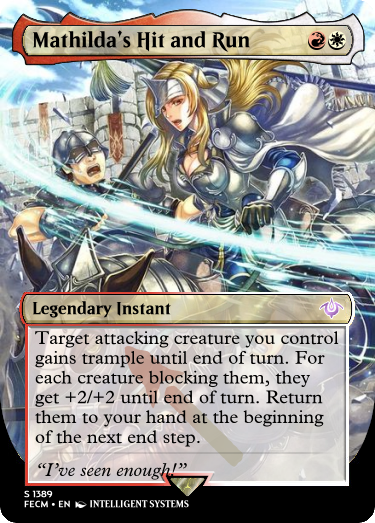 Mathilda's Hit and Run
Legendary Instant
Target attacking creature you control
gains trample until end of turn. For
each creature blocking them, they
get +2/+2 until end of turn. Return
them to your hand at the beginning
of the next end step.
“I've seen enough!”
S 1389
FECM • EN INTELLIGENT SYSTEMS